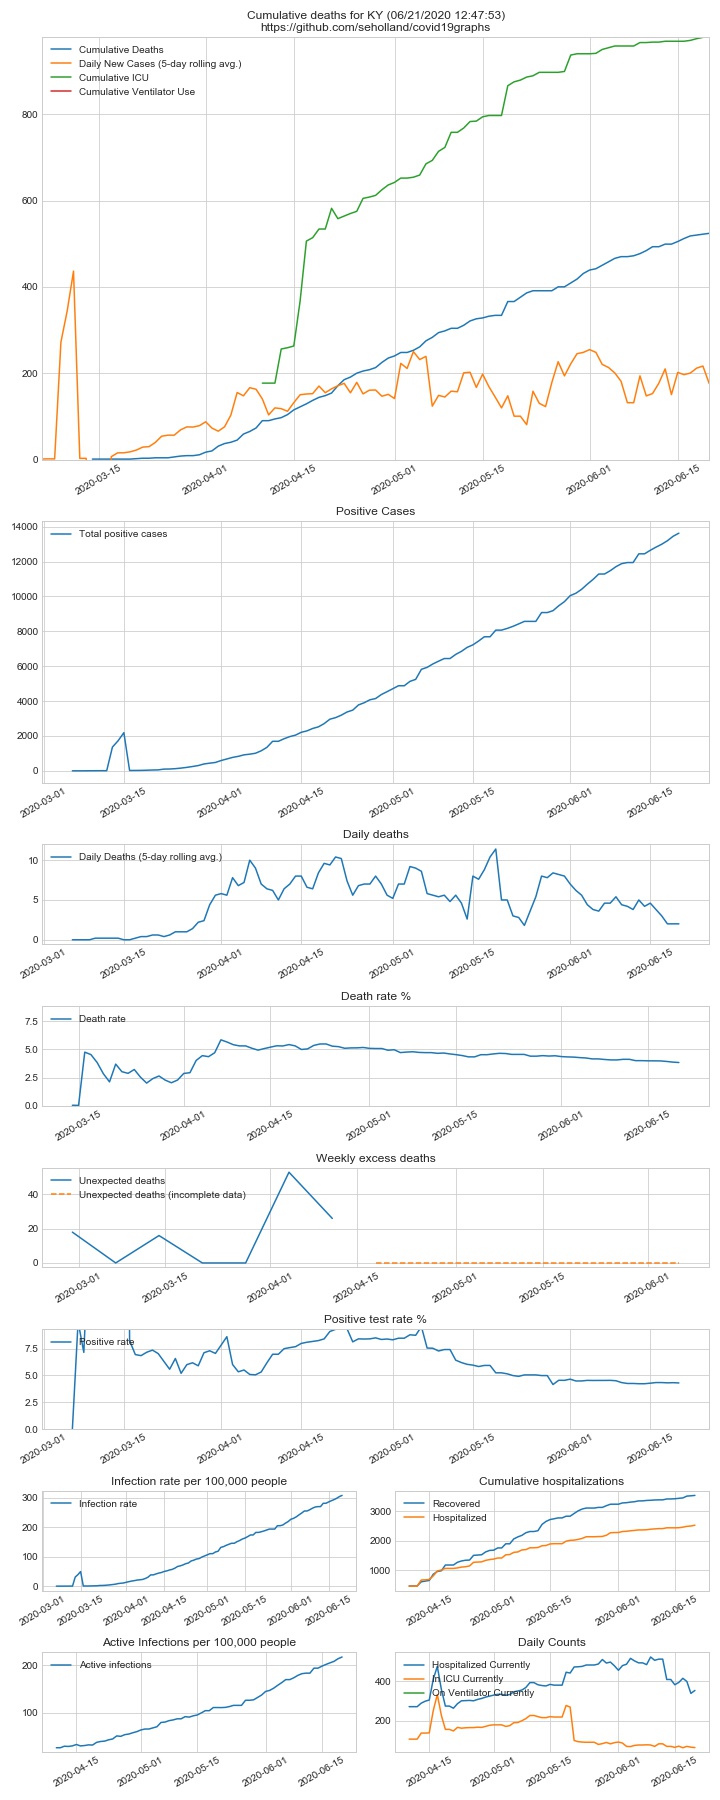 Cumulative deaths for KY (06/21/2020 12:47:53)
https://github.com/seholland/covid19graphs
Cumulative Deaths
Daily New Cases (5-day rolling avg.)
Cumulative ICU
Cumulative Ventilator Use
800
600
400
200
0
2020-03-15 2020-04-01 2020-04-15 2020-05-01 2020-05-15 2020-06-01 2020-06-15
Positive Cases
Total positive cases
14000
12000
10000
8000
6000
4000
2000
0
2020-03-01 2020-03-15 2020-04-01 2020-04-15 2020-05-01 2020-05-15 2020-06-01 2020-06-15
Daily deaths
Daily Deaths (5-day rolling avg.)
10
5
0
2020-03-01 2020-03-15 2020-04-01 2020-04-15 2020-05-01 2020-05-15 2020-06-01 2020-06-15
Death rate %
Death rate
7.5
5.0
2.5
0.0
2020-03-15 2020-04-01 2020-04-15 2020-05-01 2020-05-15 2020-06-01 2020-06-15
Weekly excess deaths
Unexpected deaths
Unexpected deaths (incomplete data)
40
20
0
2020-03-01 2020-03-15 2020-04-01 2020-04-15 2020-05-01 2020-05-15 2020-06-01
Positive test rate %
Positive rate
7.5
5.0
2.5
0.0
2020-03-01 2020-03-15 2020-04-01 2020-04-15 2020-05-01 2020-05-15 2020-06-01 2020-06-15
Infection rate per 100,000 people
Infection rate
300
200
100
0
2020-03-01 2020-03-15 2020-04-01 2020-04-15 2020-05-01 2020-05-15 2020-06-01 2020-06-15
Cumulative hospitalizations
Recovered
Hospitalized
3000
2000
1000
2020-04-15 2020-05-01 2020-05-15 2020-06-01 2020-06-15
Active Infections per 100,000 people
Active infections
200
100
2020-04-15 2020-05-01 2020-05-15 2020-06-01 2020-06-15
Daily Counts
Hospitalized Currently
In ICU Currently
On Ventilator Currently
400
200
2020-04-15 2020-05-01 2020-05-15 2020-06-01 2020-06-15